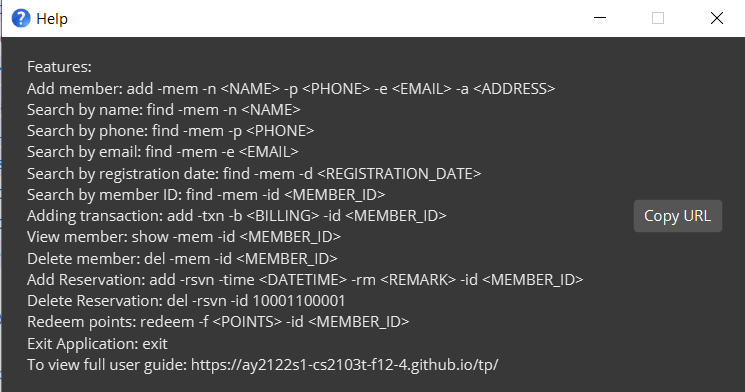 Help
Features:
Add member: add -mem -n <NAME> -p <PHONE> -e <EMAIL> -a <ADDRESS>
Search by name: find -mem -n <NAME>
Search by phone: find -mem -p <PHONE>
Search by email: find -mem -e <EMAIL>
Search by registration date: find -mem -d <REGISTRATION_DATE>
Search by member ID: find -mem -id <MEMBER_ID>
Adding transaction: add -txn -b <BILLING> -id <MEMBER_ID>
Copy URL
View member: show -mem -id <MEMBER_ID>
Delete member: del -mem -id <MEMBER_ID>
Add Reservation: add -rsvn -time <DATETIME> -rm <REMARK> -id <MEMBER_ID>
Delete Reservation: del -rsvn -id 10001100001
Redeem points: redeem -f <POINTS> -id <MEMBER_ID>
Exit Application: exit
To view full user guide: https://ay2122s1-cs2103t-f12-4.github.io/tp/